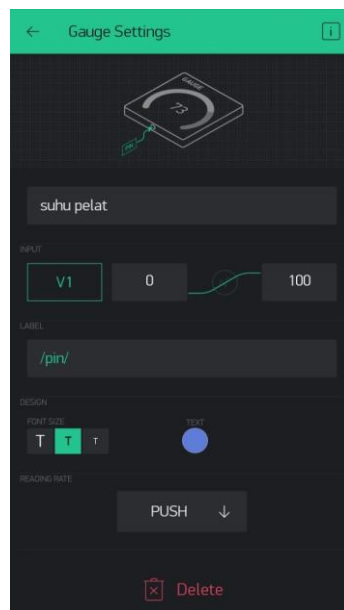 Gauge Settings
i
GAUGE
73
PIN
suhu pelat
INPUT
V1 0 100
LABEL
/pin/
DESIGN
FONT SIZE TEXT
T T T
READING RATE
PUSH ↓
Delete